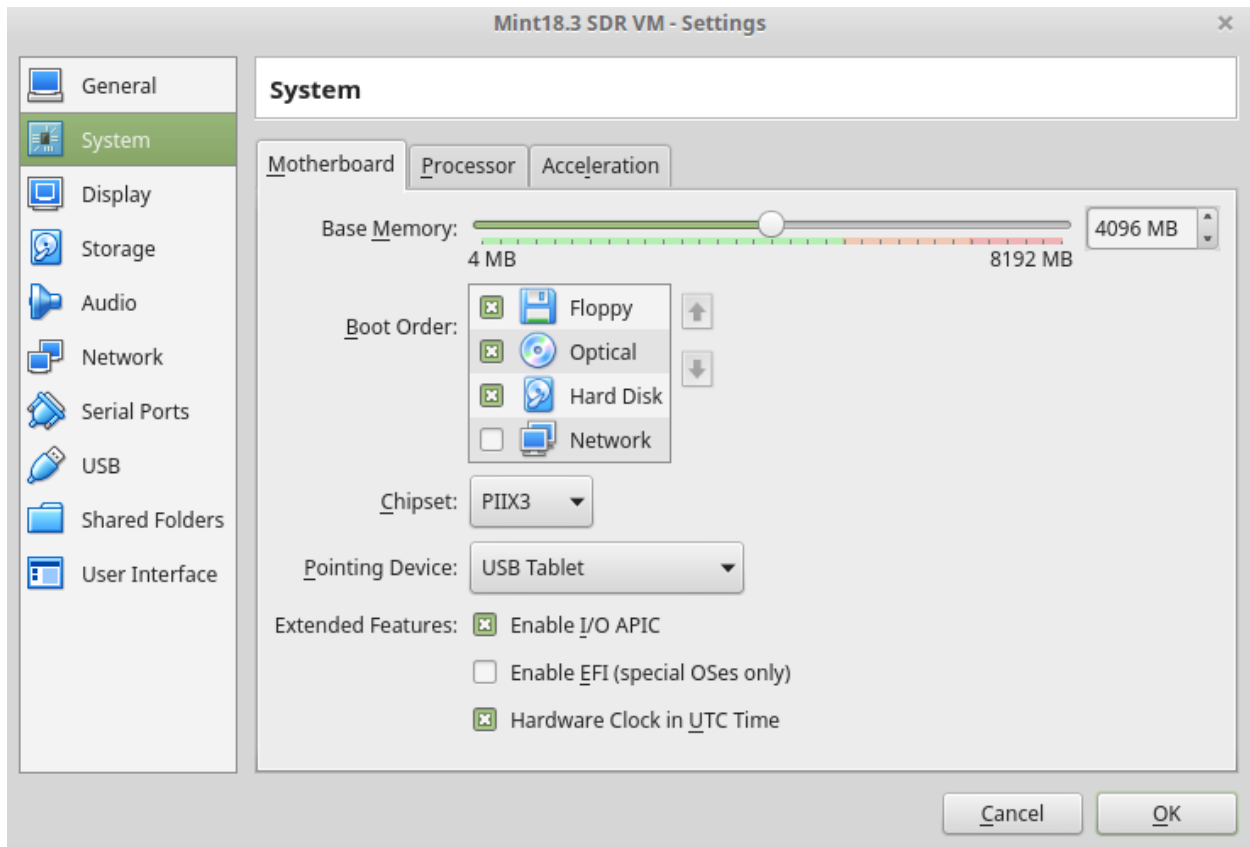 Mint18.3 SDR VM - Settings
General
System
Display
Storage
Audio
Network
Serial Ports
USB
Shared Folders
User Interface
System
Motherboard Processor Acceleration
Base Memory: 4096 MB
4 MB 8192 MB
Boot Order:
Floppy
Optical
Hard Disk
Network
Chipset: PIIX3
Pointing Device: USB Tablet
Extended Features: Enable I/O APIC
Enable EFI (special OSes only)
Hardware Clock in UTC Time
Cancel OK